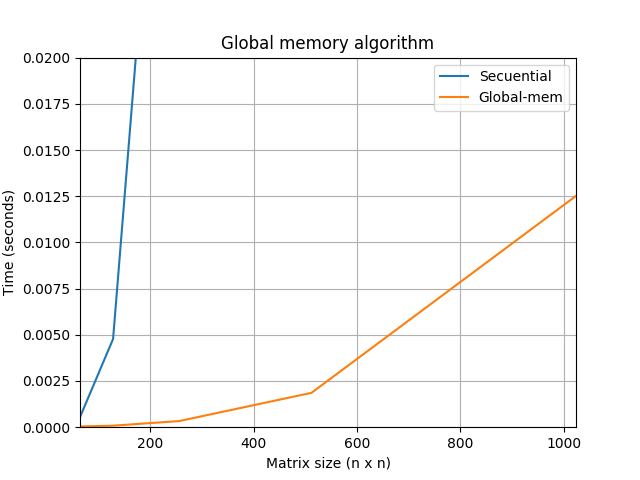 Global memory algorithm
Secuential
Global-mem
Time (seconds)
0.0200
0.0175
0.0150
0.0125
0.0100
0.0075
0.0050
0.0025
0.0000
200
400
600
800
1000
Matrix size (n x n)